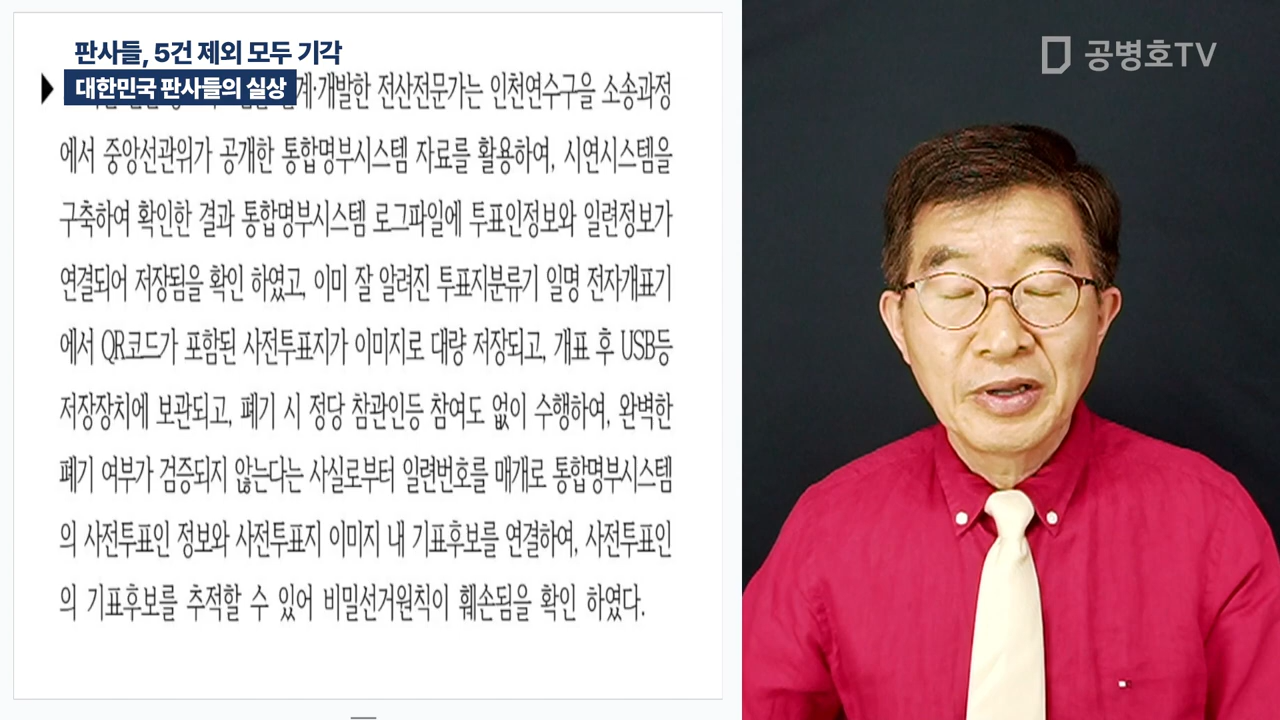 판사들, 5건 제외 모두 기각
대한민국 판사들의 실상
계·개발한 전산전문가는 인천연수구을 소송과정
에서 중앙선관위가 공개한 통합명부시스템 자료를 활용하여, 시연시스템을
구축하여 확인한 결과 통합명부시스템 로그파일에 투표인정보와 일련정보가
연결되어 저장됨을 확인 하였고, 이미 잘 알려진 투표지분류기 일명 전자개표기
에서 QR코드가 포함된 사전투표지가 이미지로 대량 저장되고, 개표 후 USB등
저장장치에 보관되고, 폐기 시 정당 참관인등 참여도 없이 수행하여, 완벽한
폐기 여부가 검증되지 않는다는 사실로부터 일련번호를 매개로 통합명부시스템
의 사전투표인 정보와 사전투표지 이미지 내 기표후보를 연결하여, 사전투표인
의 기표후보를 추적할 수 있어 비밀선거원칙이 훼손됨을 확인 하였다.
공병호TV